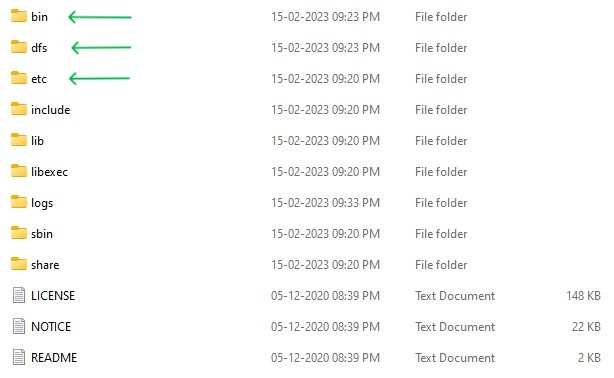 bin 15-02-2023 09:23 PM File folder
dfs 15-02-2023 09:23 PM File folder
etc 15-02-2023 09:20 PM File folder
include 15-02-2023 09:20 PM File folder
lib 15-02-2023 09:20 PM File folder
libexec 15-02-2023 09:20 PM File folder
logs 15-02-2023 09:33 PM File folder
sbin 15-02-2023 09:20 PM File folder
share 15-02-2023 09:20 PM File folder
LICENSE 05-12-2020 08:39 PM Text Document 148 KB
NOTICE 05-12-2020 08:39 PM Text Document 22 KB
README 05-12-2020 08:39 PM Text Document 2 KB